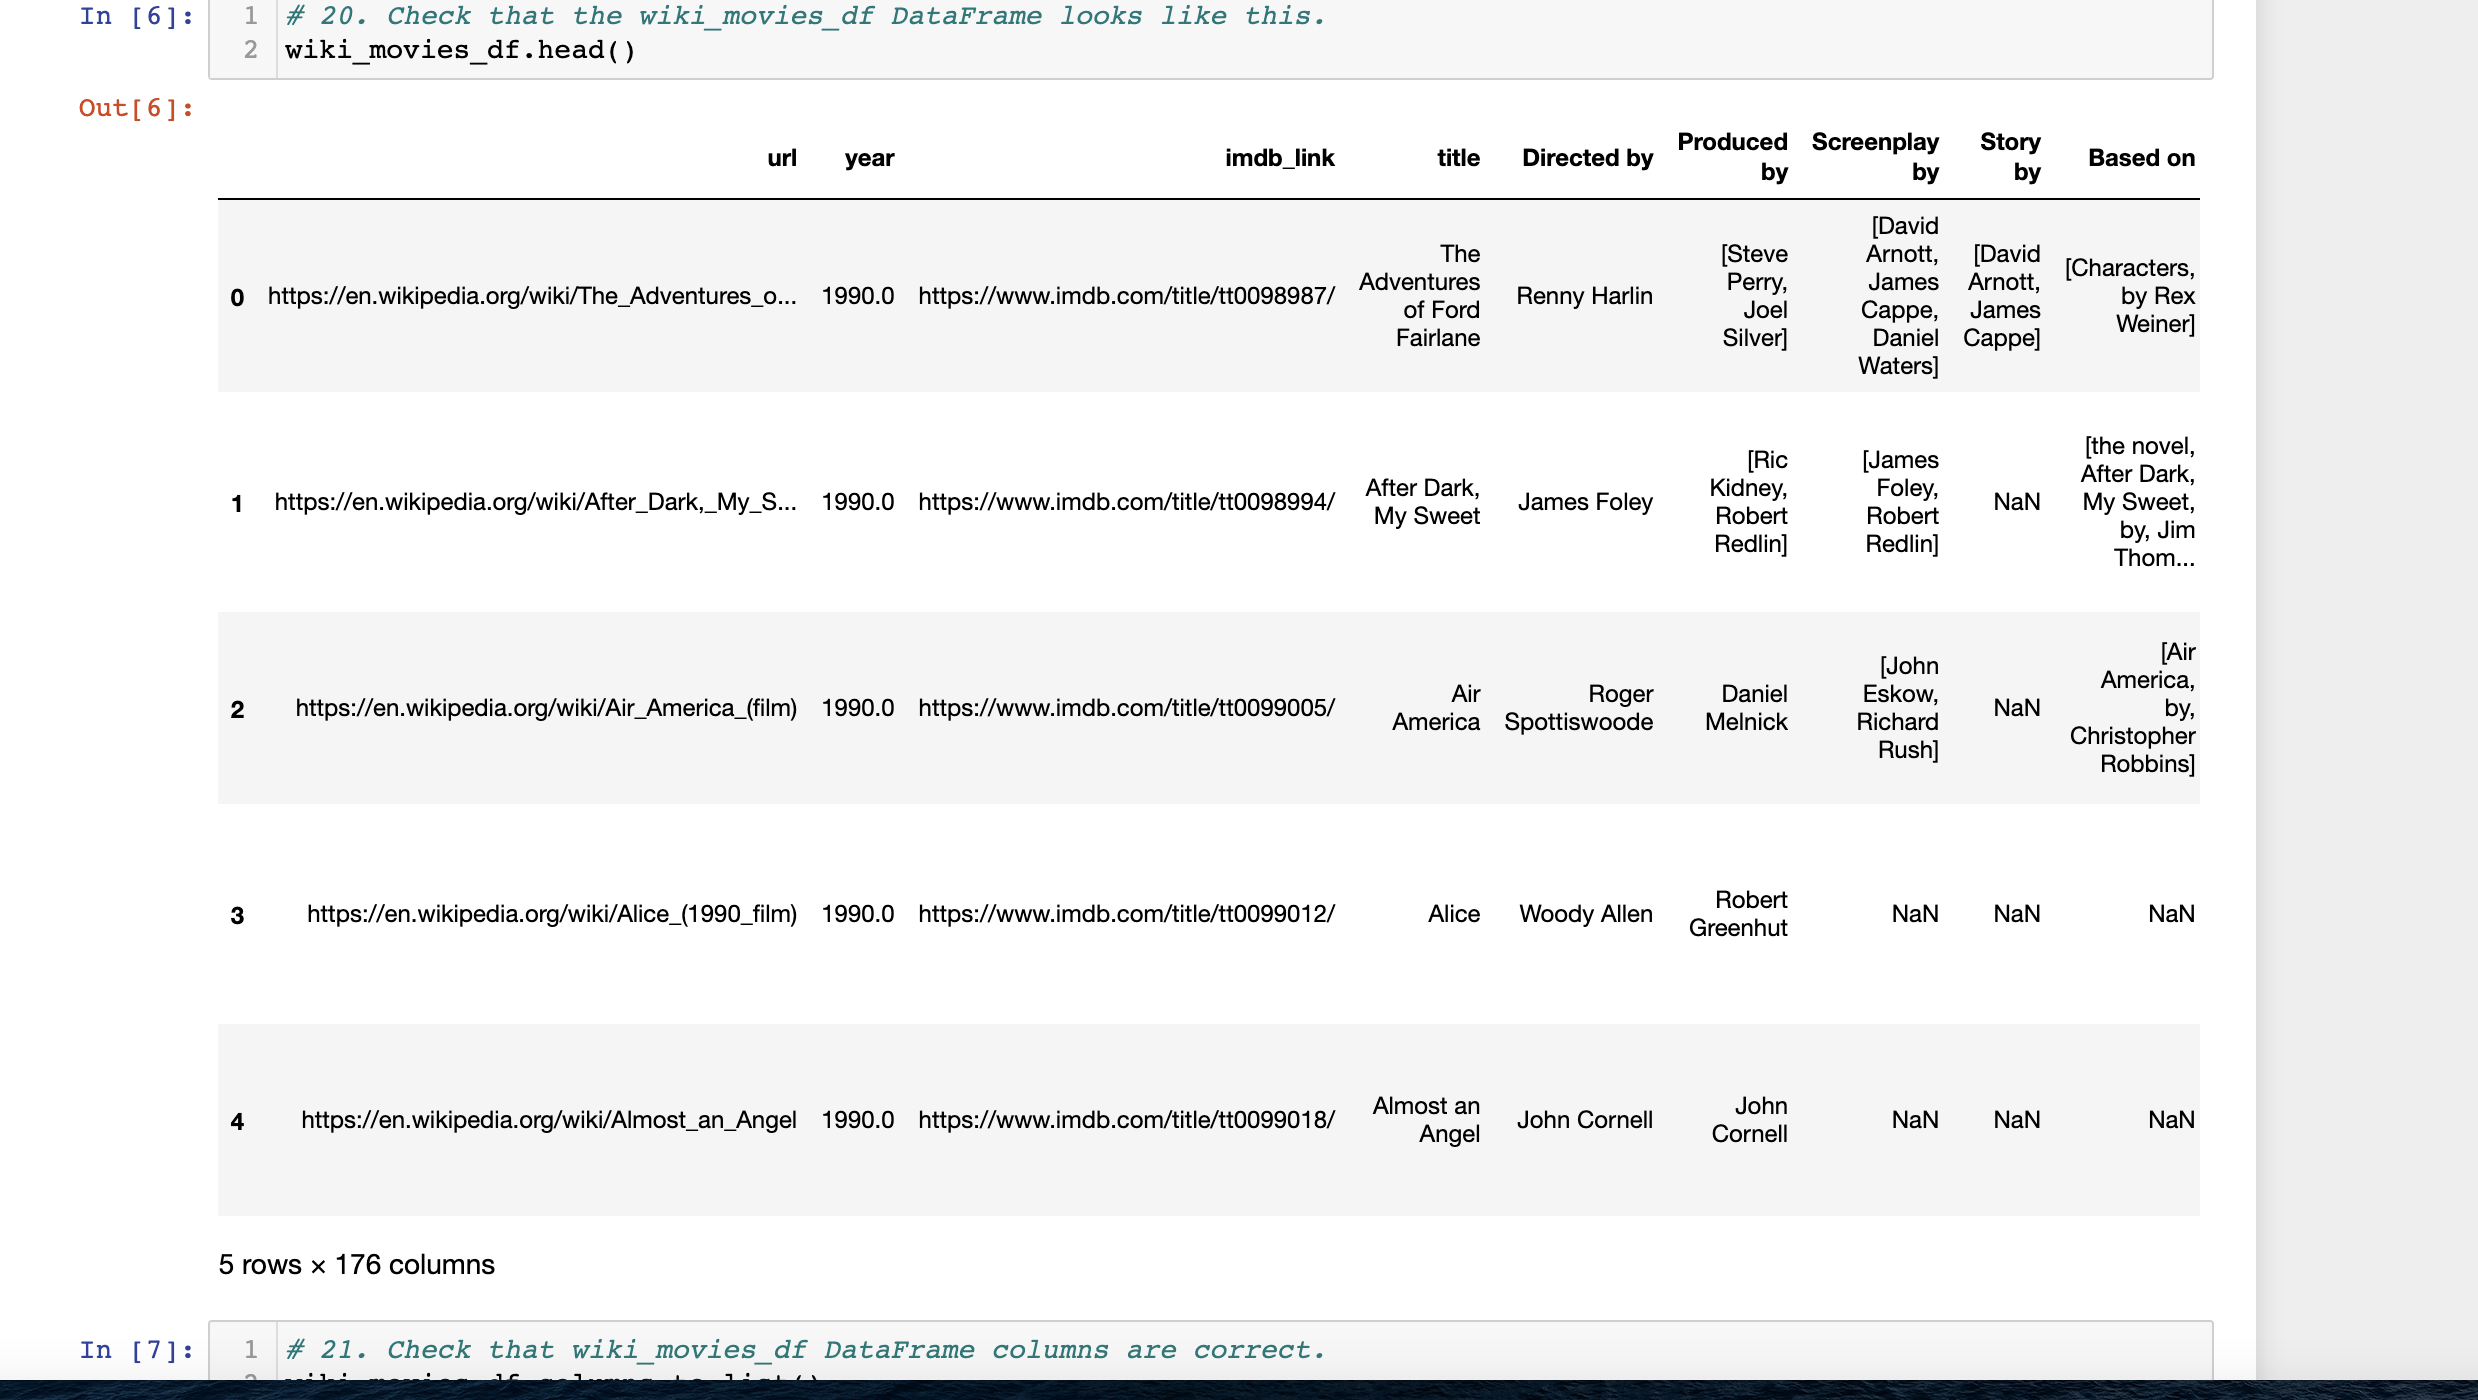 In [6]:
1 # 20. Check that the wiki_movies_df DataFrame looks like this.
2 wiki_movies_df.head()
Out[6]:
url year imdb_link title Directed by Produced by Screenplay by Story by Based on
0 https://en.wikipedia.org/wiki/The_Adventures_o... 1990.0 https://www.imdb.com/title/tt0098987/ The Adventures of Ford Fairlane Renny Harlin [Steve Perry, Joel Silver] [David Arnott, James Cappe, Daniel Waters] [David Arnott, James Cappe] [Characters, by Rex Weiner]
1 https://en.wikipedia.org/wiki/After_Dark,_My_S... 1990.0 https://www.imdb.com/title/tt0098994/ After Dark, My Sweet James Foley [Ric Kidney, Robert Redlin] [James Foley, Robert Redlin] NaN [the novel, After Dark, My Sweet, by, Jim Thom...
2 https://en.wikipedia.org/wiki/Air_America_(film) 1990.0 https://www.imdb.com/title/tt0099005/ Air America Roger Spottiswoode Daniel Melnick [John Eskow, Richard Rush] NaN [Air America, by, Christopher Robbins]
3 https://en.wikipedia.org/wiki/Alice_(1990_film) 1990.0 https://www.imdb.com/title/tt0099012/ Alice Woody Allen Robert Greenhut NaN NaN NaN
4 https://en.wikipedia.org/wiki/Almost_an_Angel 1990.0 https://www.imdb.com/title/tt0099018/ Almost an Angel John Cornell John Cornell NaN NaN NaN
5 rows × 176 columns
In [7]:
1 # 21. Check that wiki_movies_df DataFrame columns are correct.
2 wiki_movies_df.columns.to_list()